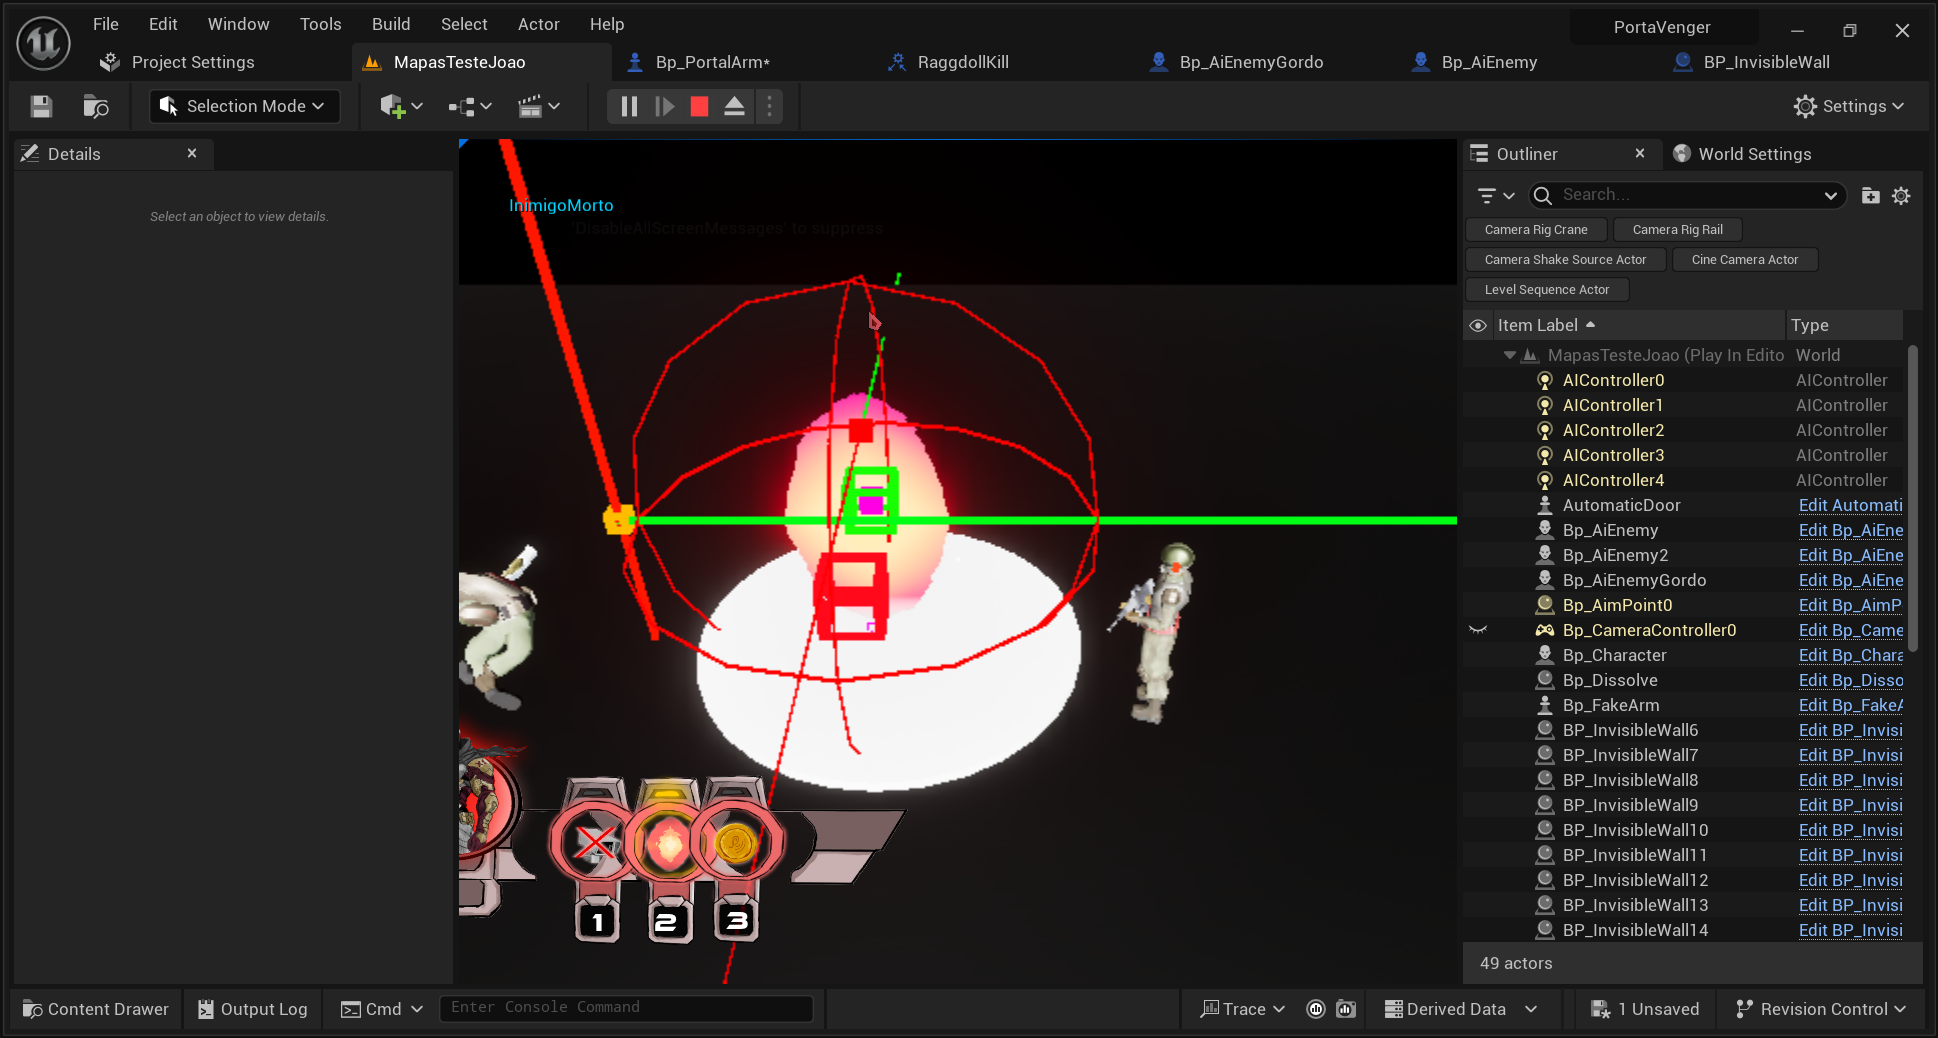 File Edit Window Tools Build Select Actor Help
PortaVenger
Project Settings
MapasTesteJoao
Bp_PortalArm*
RaggdollKill
Bp_AiEnemyGordo
Bp_AiEnemy
BP_InvisibleWall
Selection Mode
Settings
Details
Select an object to view details.
InimigoMorto
'DisableAllScreenMessages' to suppress
1 2 3
Outliner
World Settings
Search...
Camera Rig Crane
Camera Rig Rail
Camera Shake Source Actor
Cine Camera Actor
Level Sequence Actor
Item Label Type
MapasTesteJoao (Play In Edito World
AIController0 AIController
AIController1 AIController
AIController2 AIController
AIController3 AIController
AIController4 AIController
AutomaticDoor Edit Automati
Bp_AiEnemy Edit Bp_AiEne
Bp_AiEnemy2 Edit Bp_AiEne
Bp_AiEnemyGordo Edit Bp_AiEne
Bp_AimPoint0 Edit Bp_AimP
Bp_CameraController0 Edit Bp_Came
Bp_Character Edit Bp_Chara
Bp_Dissolve Edit Bp_Disso
Bp_FakeArm Edit Bp_FakeA
BP_InvisibleWall6 Edit BP_Invisi
BP_InvisibleWall7 Edit BP_Invisi
BP_InvisibleWall8 Edit BP_Invisi
BP_InvisibleWall9 Edit BP_Invisi
BP_InvisibleWall10 Edit BP_Invisi
BP_InvisibleWall11 Edit BP_Invisi
BP_InvisibleWall12 Edit BP_Invisi
BP_InvisibleWall13 Edit BP_Invisi
BP_InvisibleWall14 Edit BP_Invisi
49 actors
Content Drawer
Output Log
Cmd
Enter Console Command
Trace
Derived Data
1 Unsaved
Revision Control